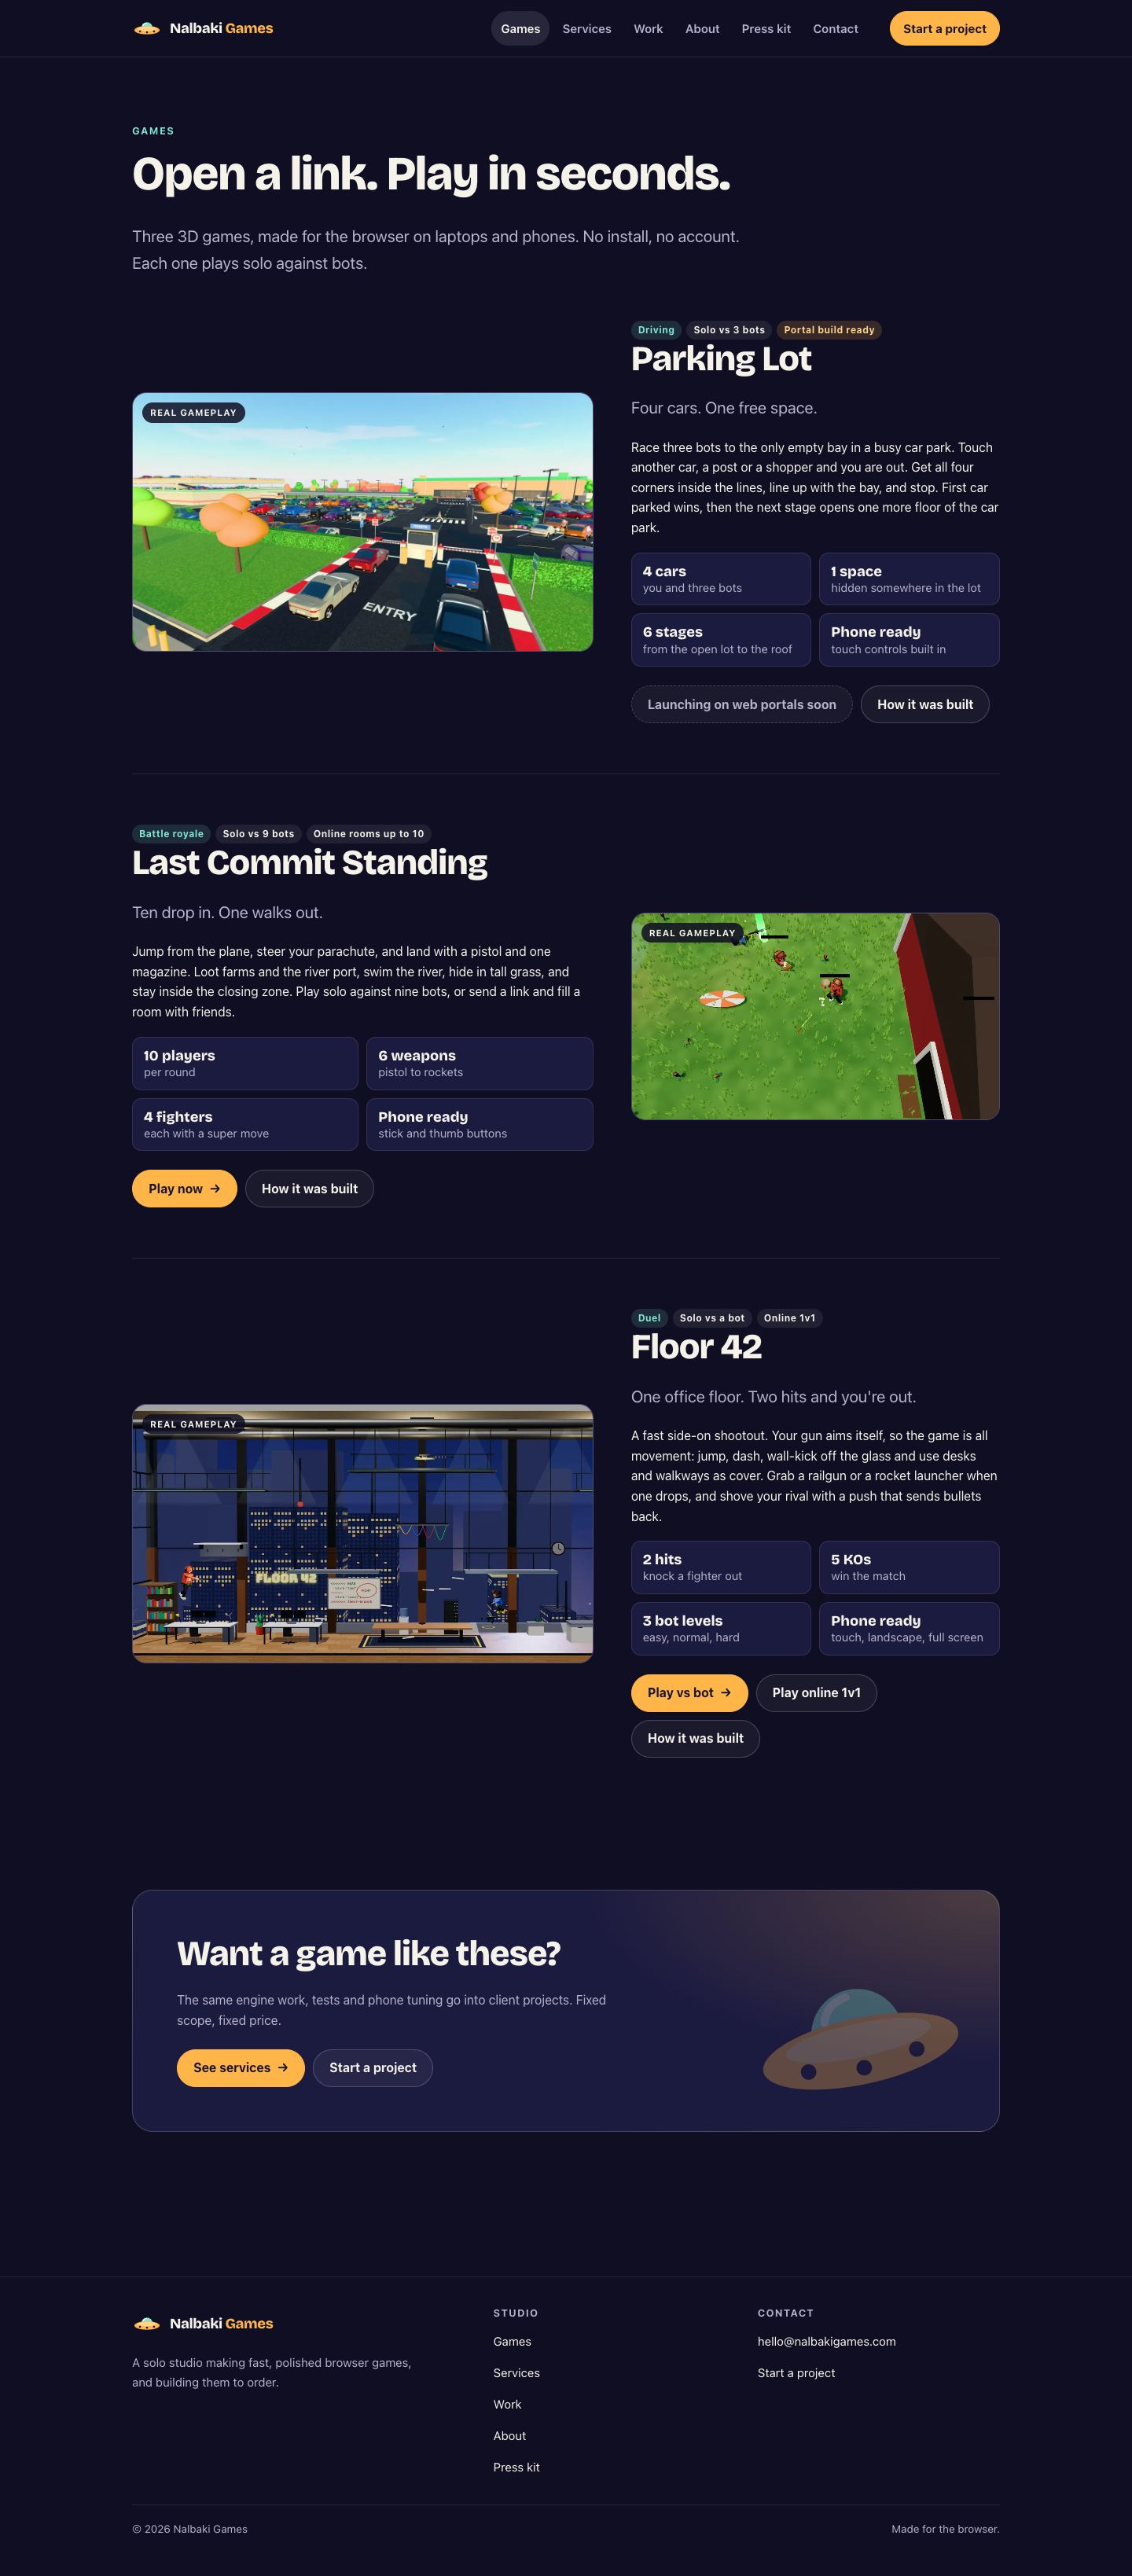 Nalbaki Games
Games
Services
Work
About
Press kit
Contact
Start a project
GAMES
Open a link. Play in seconds.
Three 3D games, made for the browser on laptops and phones. No install, no account.
Each one plays solo against bots.
REAL GAMEPLAY
ENTRY
Driving
Solo vs 3 bots
Portal build ready
Parking Lot
Four cars. One free space.
Race three bots to the only empty bay in a busy car park. Touch
another car, a post or a shopper and you are out. Get all four
corners inside the lines, line up with the bay, and stop. First car
parked wins, then the next stage opens one more floor of the car
park.
4 cars
you and three bots
1 space
hidden somewhere in the lot
6 stages
from the open lot to the roof
Phone ready
touch controls built in
Launching on web portals soon
How it was built
Battle royale
Solo vs 9 bots
Online rooms up to 10
Last Commit Standing
Ten drop in. One walks out.
Jump from the plane, steer your parachute, and land with a pistol and one
magazine. Loot farms and the river port, swim the river, hide in tall grass, and
stay inside the closing zone. Play solo against nine bots, or send a link and fill a
room with friends.
10 players
per round
6 weapons
pistol to rockets
4 fighters
each with a super move
Phone ready
stick and thumb buttons
Play now →
How it was built
REAL GAMEPLAY
REAL GAMEPLAY
FLOOR 42
Duel
Solo vs a bot
Online 1v1
Floor 42
One office floor. Two hits and you're out.
A fast side-on shootout. Your gun aims itself, so the game is all
movement: jump, dash, wall-kick off the glass and use desks
and walkways as cover. Grab a railgun or a rocket launcher when
one drops, and shove your rival with a push that sends bullets
back.
2 hits
knock a fighter out
5 KOs
win the match
3 bot levels
easy, normal, hard
Phone ready
touch, landscape, full screen
Play vs bot →
Play online 1v1
How it was built
Want a game like these?
The same engine work, tests and phone tuning go into client projects. Fixed
scope, fixed price.
See services →
Start a project
Nalbaki Games
A solo studio making fast, polished browser games,
and building them to order.
STUDIO
Games
Services
Work
About
Press kit
CONTACT
hello@nalbakigames.com
Start a project
© 2026 Nalbaki Games
Made for the browser.